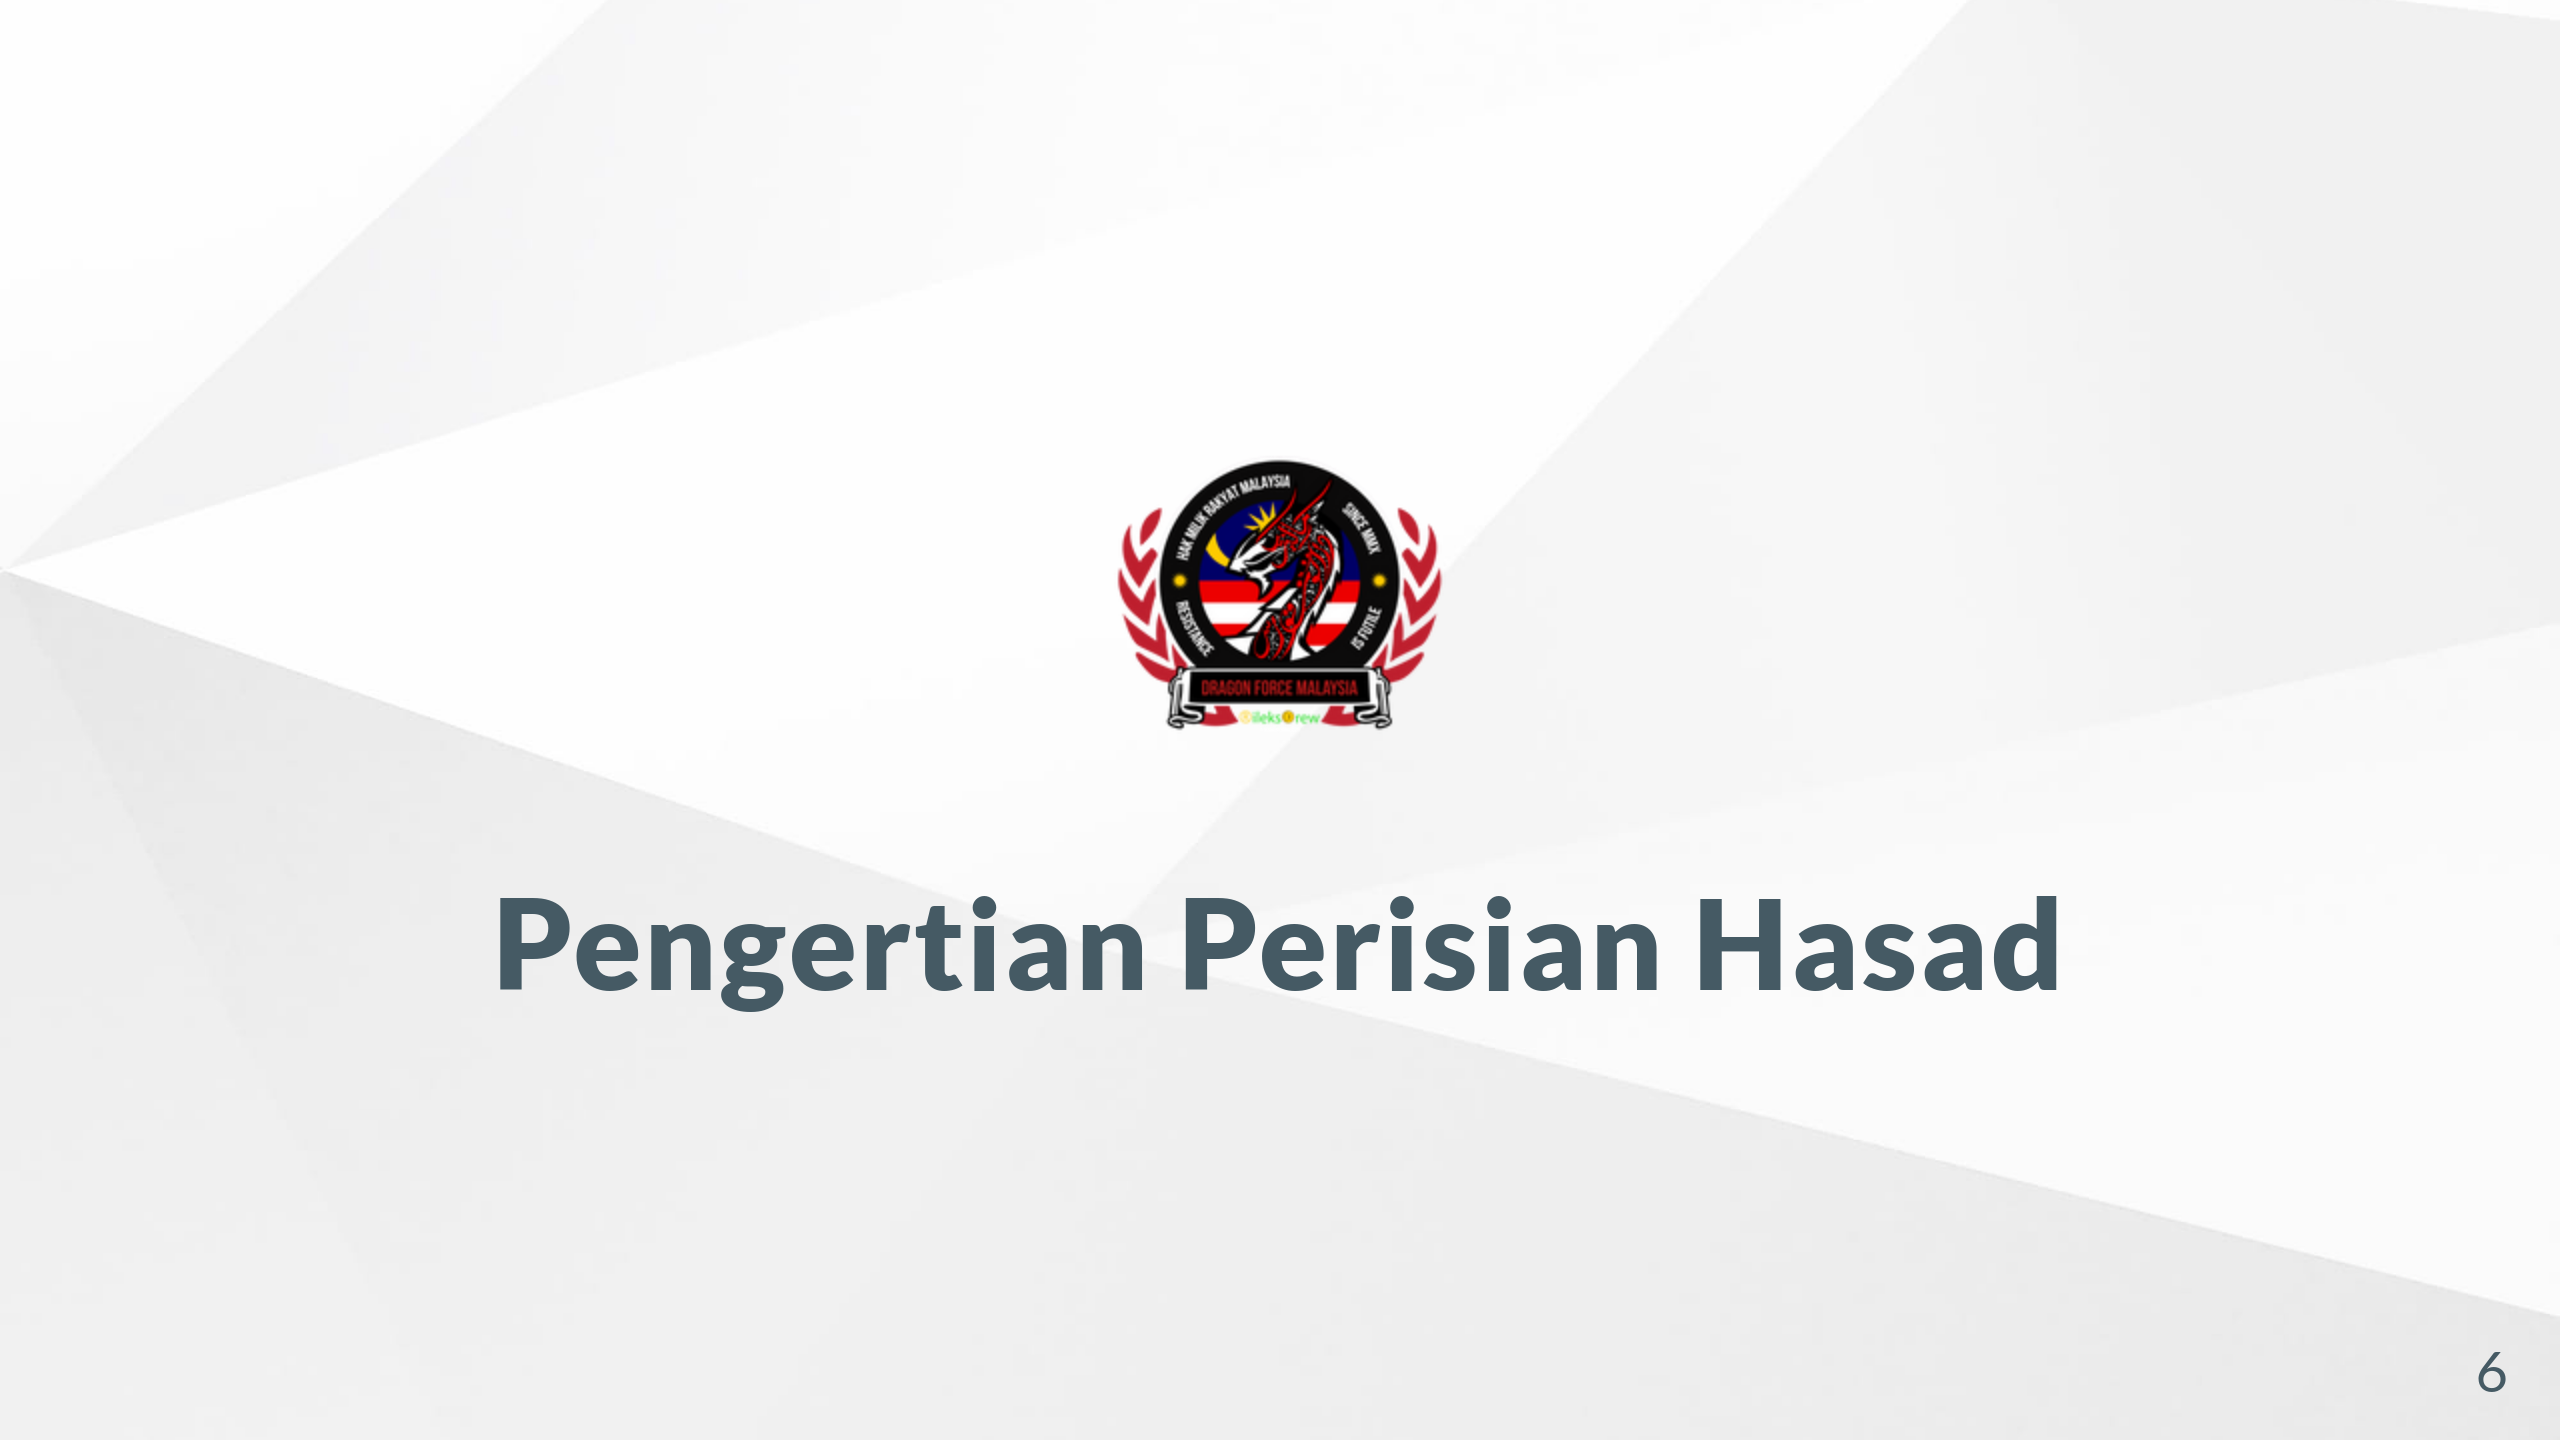 HAK MILIK RAKYAT MALAYSIA
SINCE MMX
RESISTANCE
IS FUTILE
DRAGON FORCE MALAYSIA
Pengertian Perisian Hasad
6